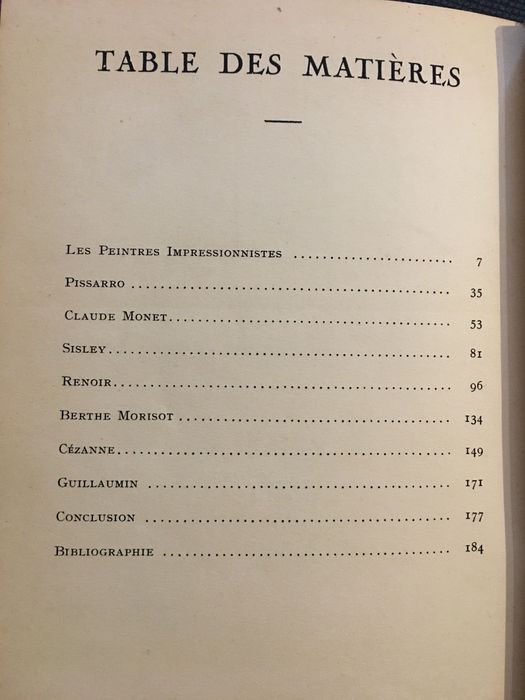 TABLE DES MATIÈRES
LES PEINTRES IMPRESSIONNISTES ....................... 7
PISSARRO ............................................ 35
CLAUDE MONET........................................ 53
SISLEY............................................... 81
RENOIR............................................... 96
BERTHE MORISOT ..................................... 134
CÉZANNE............................................. 149
GUILLAUMIN ......................................... 171
CONCLUSION ......................................... 177
BIBLIOGRAPHIE ...................................... 184